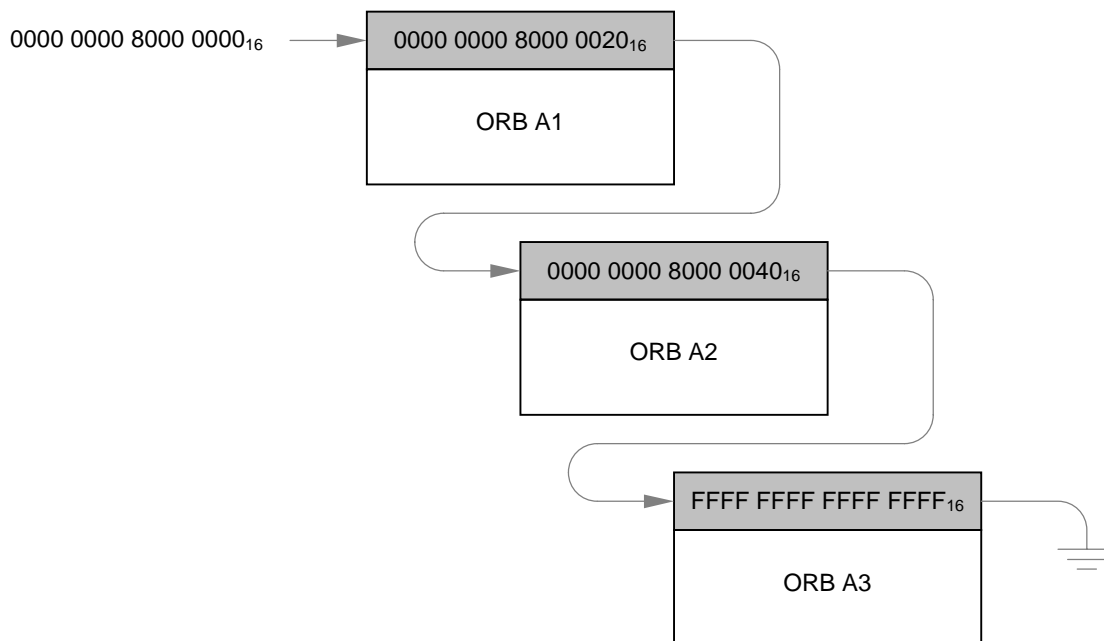 0000 0000 8000 0000₁₆ 0000 0000 8000 0020₁₆
ORB A1
0000 0000 8000 0040₁₆
ORB A2
FFFF FFFF FFFF FFFF₁₆
ORB A3